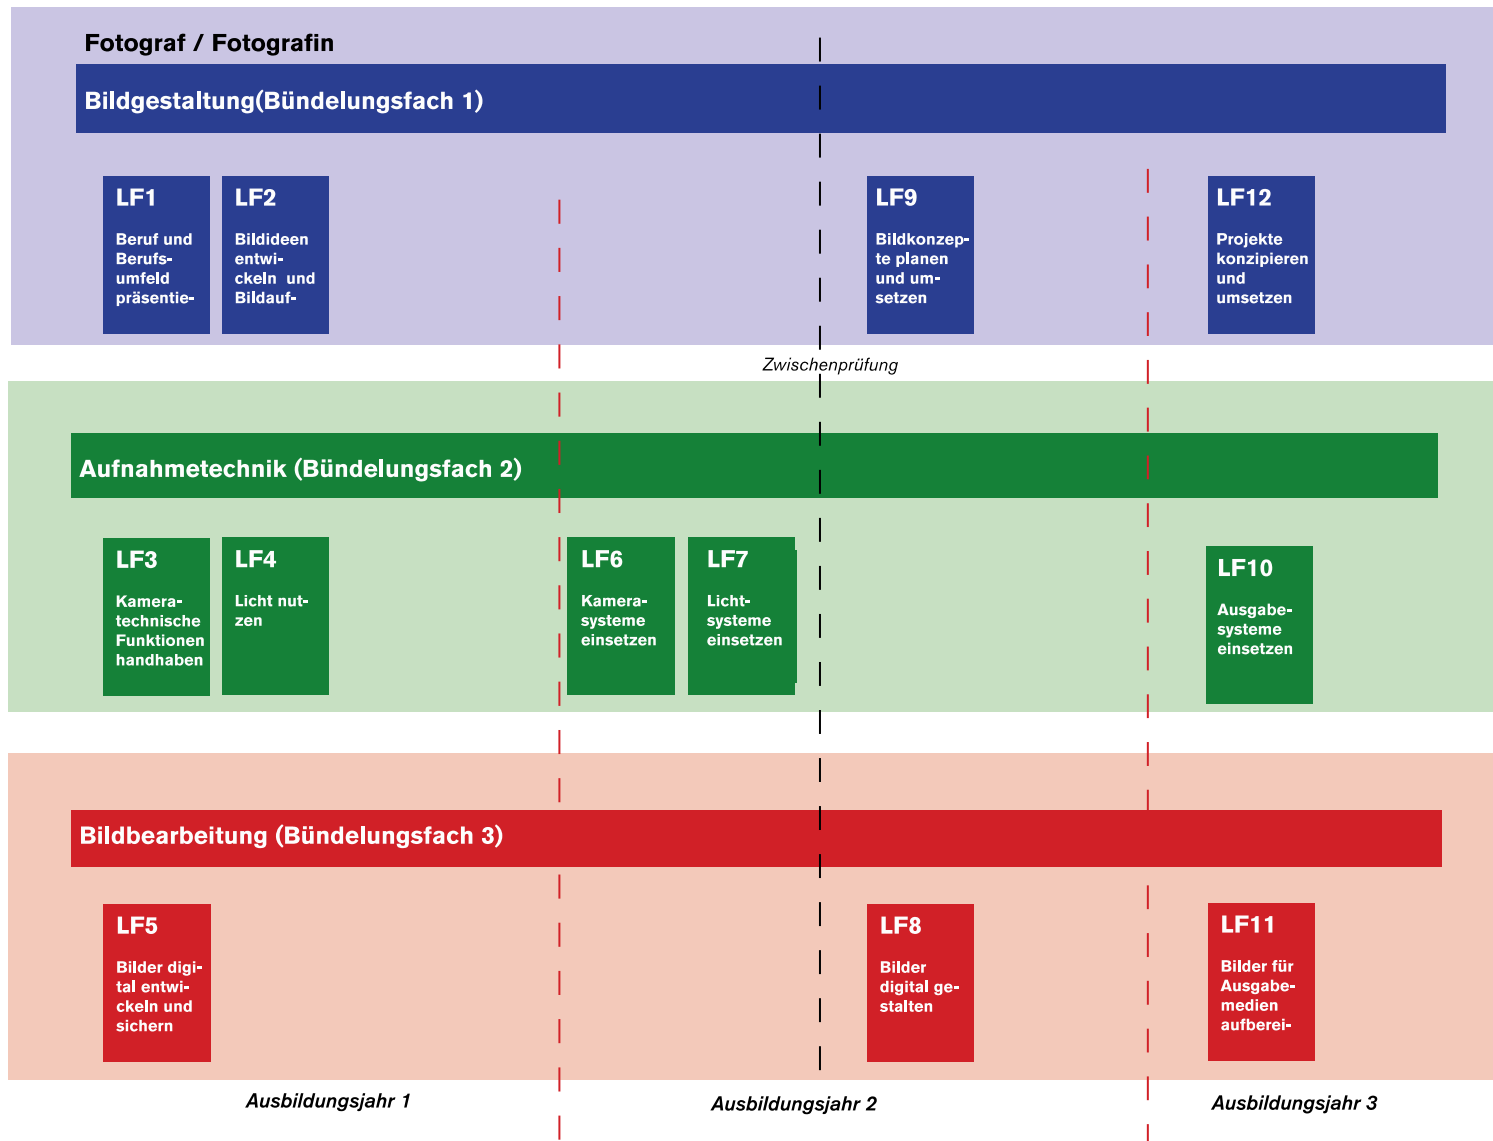 Fotograf / Fotografin
Bildgestaltung(Bündelungsfach 1)
LF1
Beruf und
Berufs-
umfeld
präsentie-
LF2
Bildideen
entwi-
ckeln und
Bildauf-
LF9
Bildkonzep-
te planen
und um-
setzen
LF12
Projekte
konzipieren
und
umsetzen
Zwischenprüfung
Aufnahmetechnik (Bündelungsfach 2)
LF3
Kamera-
technische
Funktionen
handhaben
LF4
Licht nut-
zen
LF6
Kamera-
systeme
einsetzen
LF7
Licht-
systeme
einsetzen
LF10
Ausgabe-
systeme
einsetzen
Bildbearbeitung (Bündelungsfach 3)
LF5
Bilder digi-
tal entwi-
ckeln und
sichern
LF8
Bilder
digital ge-
stalten
LF11
Bilder für
Ausgabe-
medien
aufberei-
Ausbildungsjahr 1
Ausbildungsjahr 2
Ausbildungsjahr 3